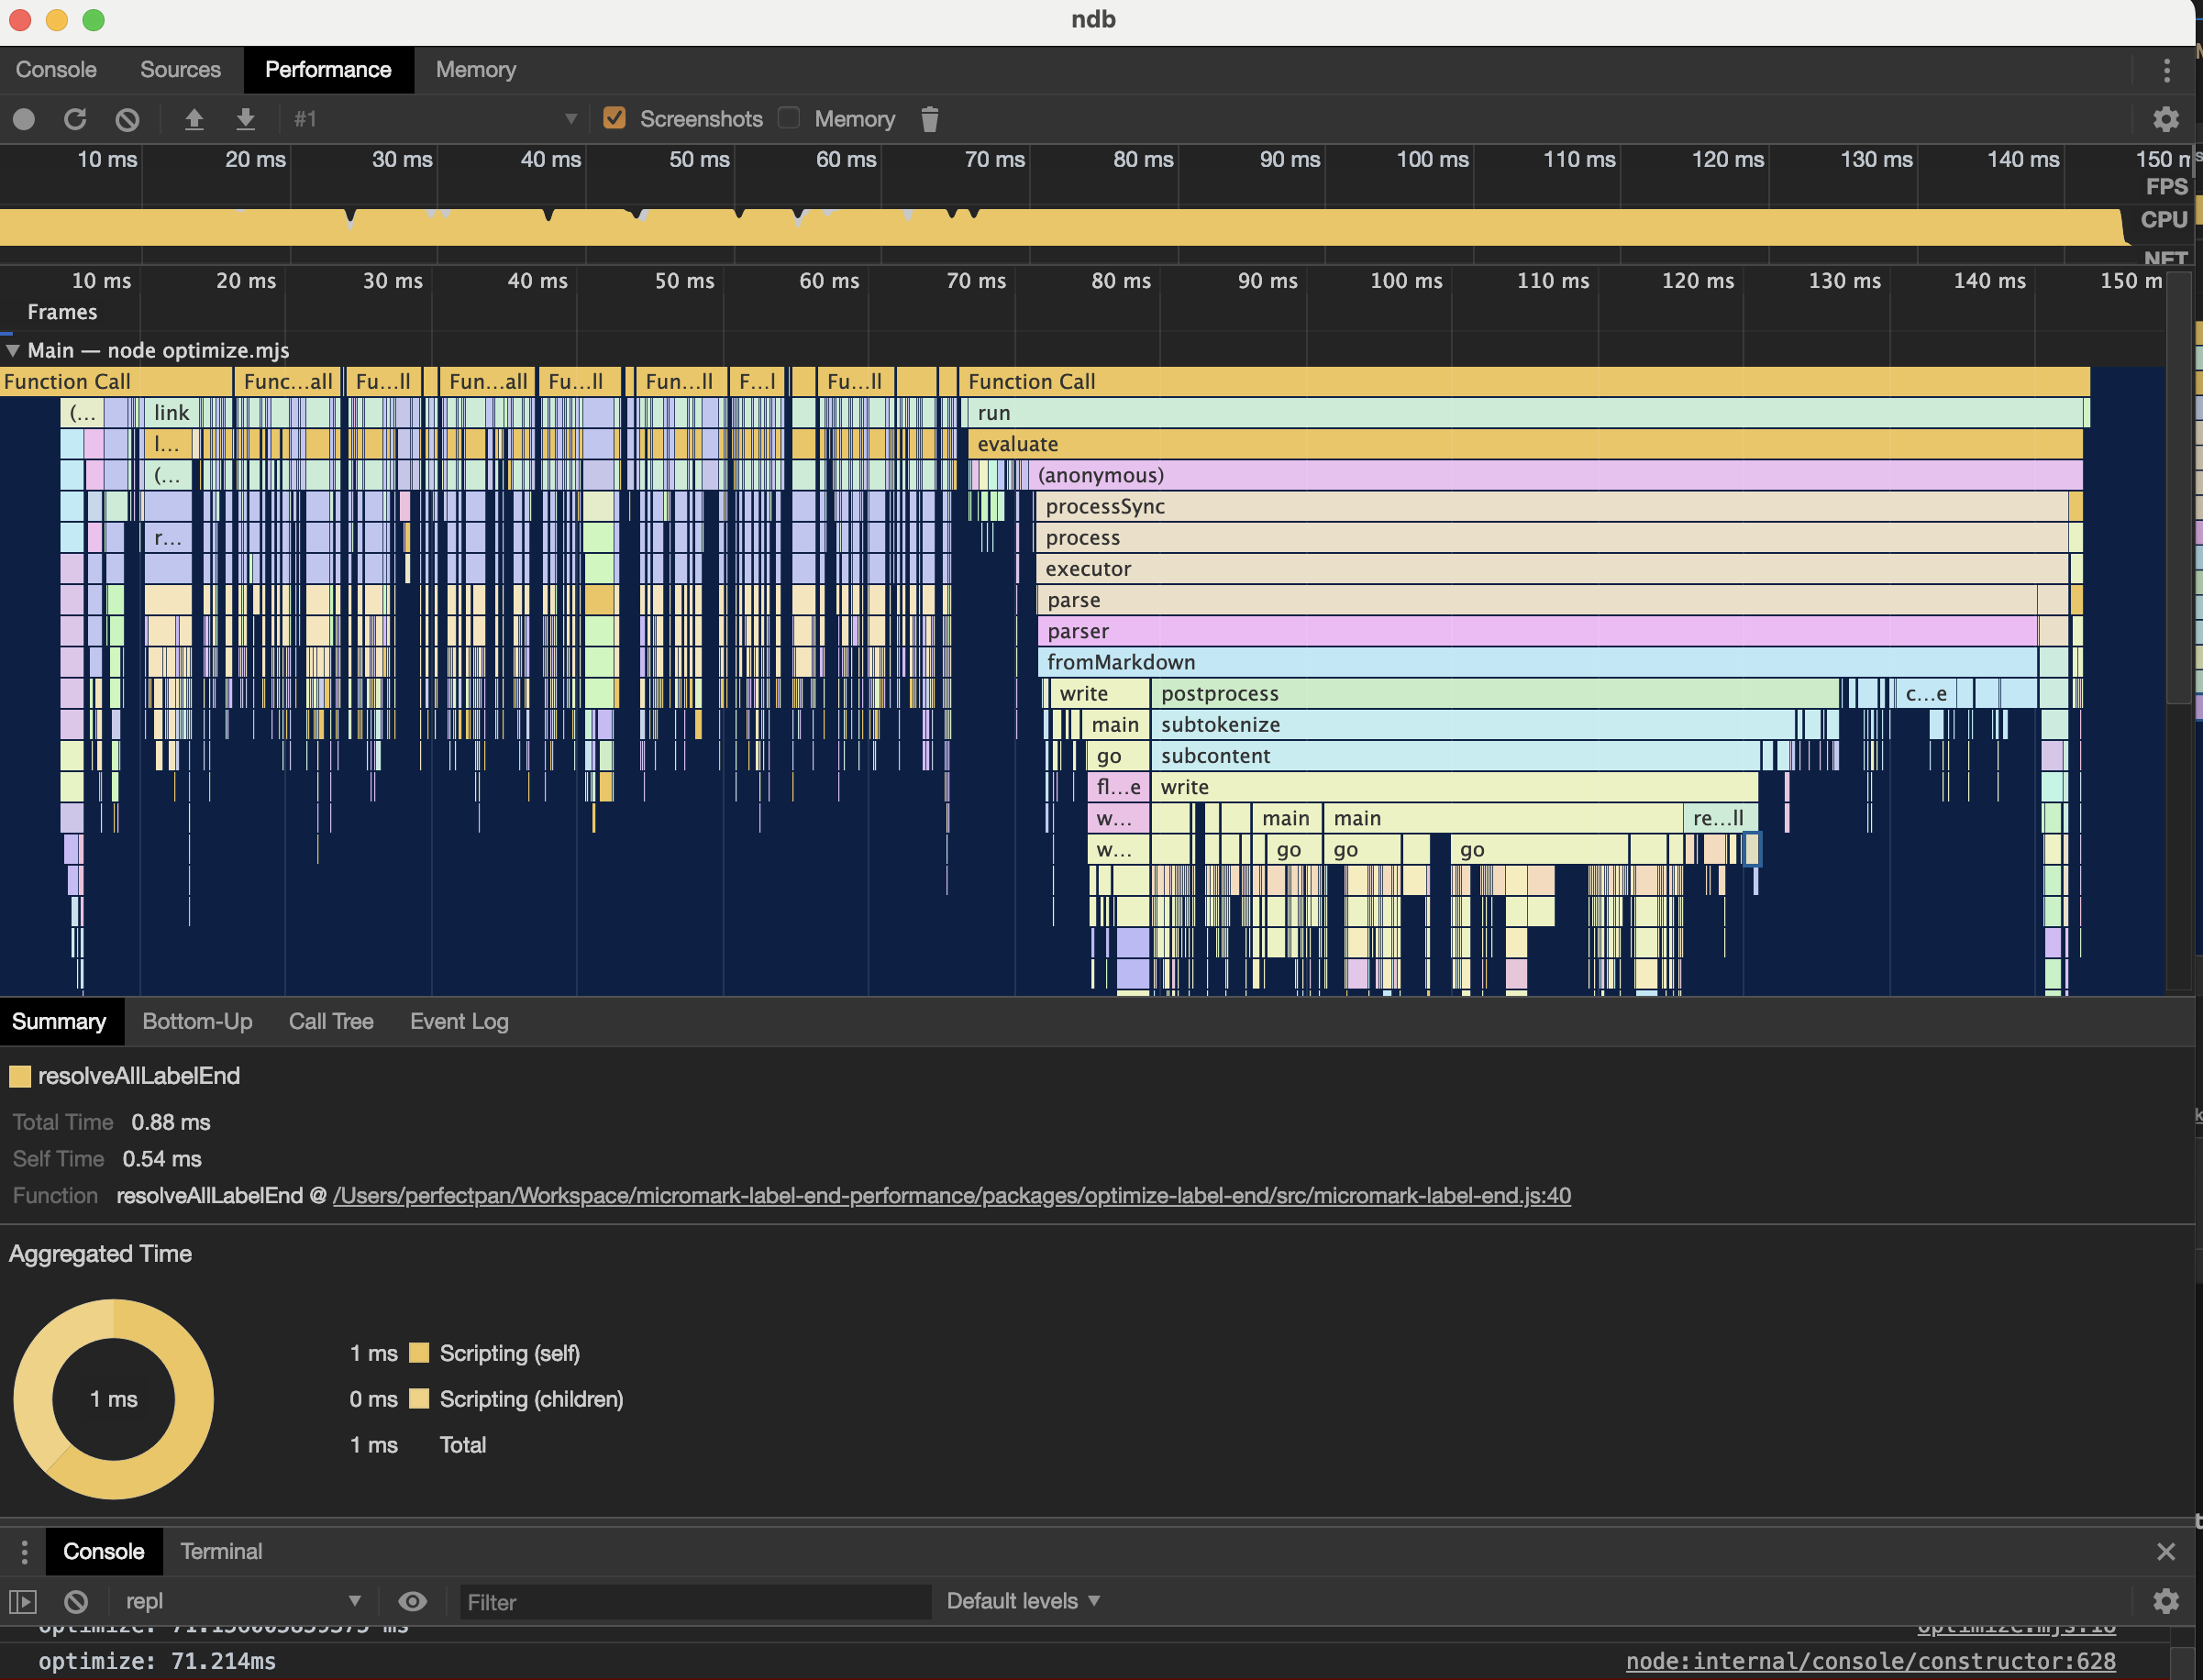 ndb
Console Sources Performance Memory
#1 Screenshots Memory
10 ms 20 ms 30 ms 40 ms 50 ms 60 ms 70 ms 80 ms 90 ms 100 ms 110 ms 120 ms 130 ms 140 ms 150 m
FPS
CPU
NET
10 ms 20 ms 30 ms 40 ms 50 ms 60 ms 70 ms 80 ms 90 ms 100 ms 110 ms 120 ms 130 ms 140 ms 150 m
Frames
Main — node optimize.mjs
Function Call Func...all Fu...ll Fun...all Fu...ll Fun...ll F...l Fu...ll Function Call
(... link run
l... evaluate
(... (anonymous)
processSync
r... process
executor
parse
parser
fromMarkdown
write postprocess c...e
main subtokenize
go subcontent
fl...e write
w... main main re...ll
w... go go go
Summary Bottom-Up Call Tree Event Log
resolveAllLabelEnd
Total Time 0.88 ms
Self Time 0.54 ms
Function resolveAllLabelEnd @ /Users/perfectpan/Workspace/micromark-label-end-performance/packages/optimize-label-end/src/micromark-label-end.js:40
Aggregated Time
1 ms
1 ms Scripting (self)
0 ms Scripting (children)
1 ms Total
Console Terminal
repl Filter Default levels
optimize: ms optimize.mjs:18
optimize: 71.214ms node:internal/console/constructor:628